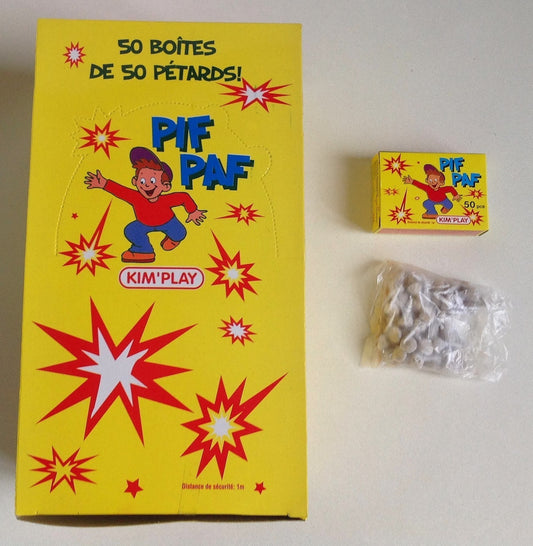 50 BOÎTES
DE 50 PÉTARDS!
PIF
PAF
KIM'PLAY
Distance de sécurité: 1m
PIF
PAF
50 pcs
KIM'PLAY